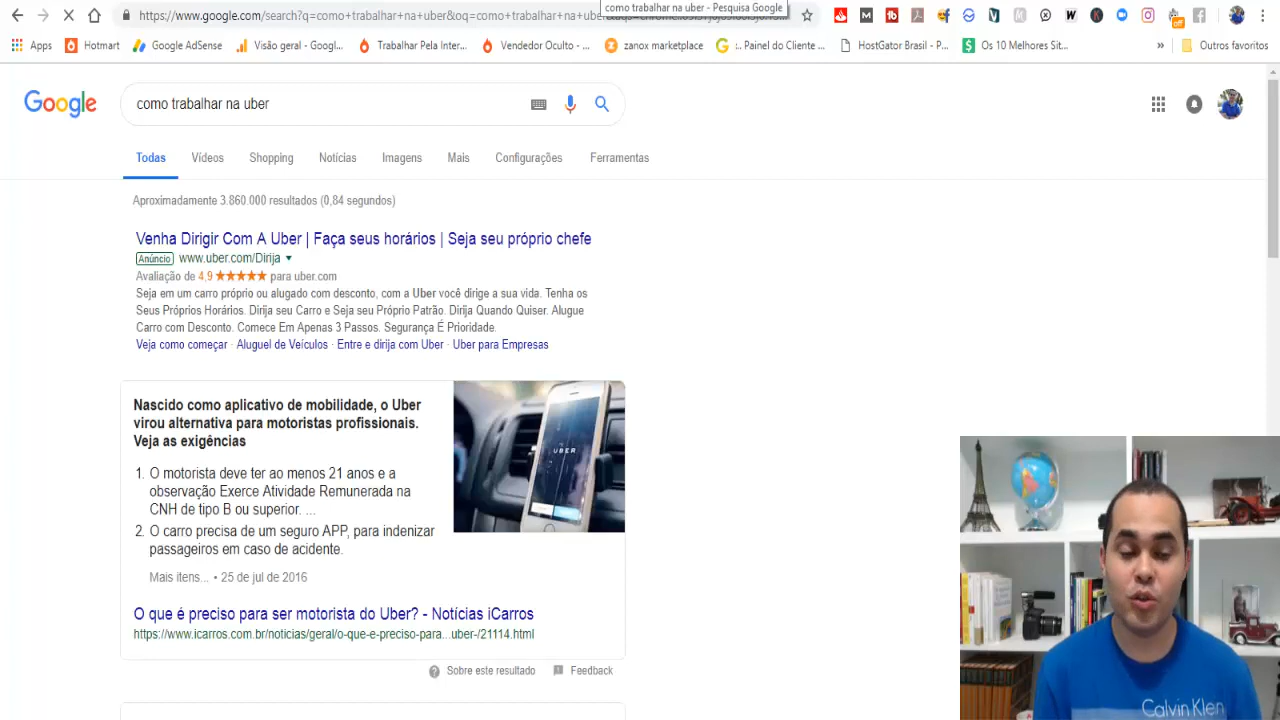 https://www.google.com/search?q=como+trabalhar+na+uber&oq=como+trabalhar+na+ube
como trabalhar na uber - Pesquisa Google
off
Apps
Hotmart
Google AdSense
Visão geral - Googl...
Trabalhar Pela Inter...
Vendedor Oculto - ...
zanox marketplace
:. Painel do Cliente ...
HostGator Brasil - P...
Os 10 Melhores Sit...
»
Outros favoritos
Google
como trabalhar na uber
Todas
Vídeos
Shopping
Notícias
Imagens
Mais
Configurações
Ferramentas
Aproximadamente 3.860.000 resultados (0,84 segundos)
Venha Dirigir Com A Uber | Faça seus horários | Seja seu próprio chefe
Anúncio www.uber.com/Dirija
Avaliação de 4,9 ★★★★★ para uber.com
Seja em um carro próprio ou alugado com desconto, com a Uber você dirige a sua vida. Tenha os
Seus Próprios Horários. Dirija seu Carro e Seja seu Próprio Patrão. Dirija Quando Quiser. Alugue
Carro com Desconto. Comece Em Apenas 3 Passos. Segurança É Prioridade.
Veja como começar · Aluguel de Veículos · Entre e dirija com Uber · Uber para Empresas
Nascido como aplicativo de mobilidade, o Uber
virou alternativa para motoristas profissionais.
Veja as exigências
1. O motorista deve ter ao menos 21 anos e a
observação Exerce Atividade Remunerada na
CNH de tipo B ou superior. ...
2. O carro precisa de um seguro APP, para indenizar
passageiros em caso de acidente.
Mais itens... • 25 de jul de 2016
UBER
O que é preciso para ser motorista do Uber? - Notícias iCarros
https://www.icarros.com.br/noticias/geral/o-que-e-preciso-para...uber-/21114.html
Sobre este resultado
Feedback
Calvin Klein